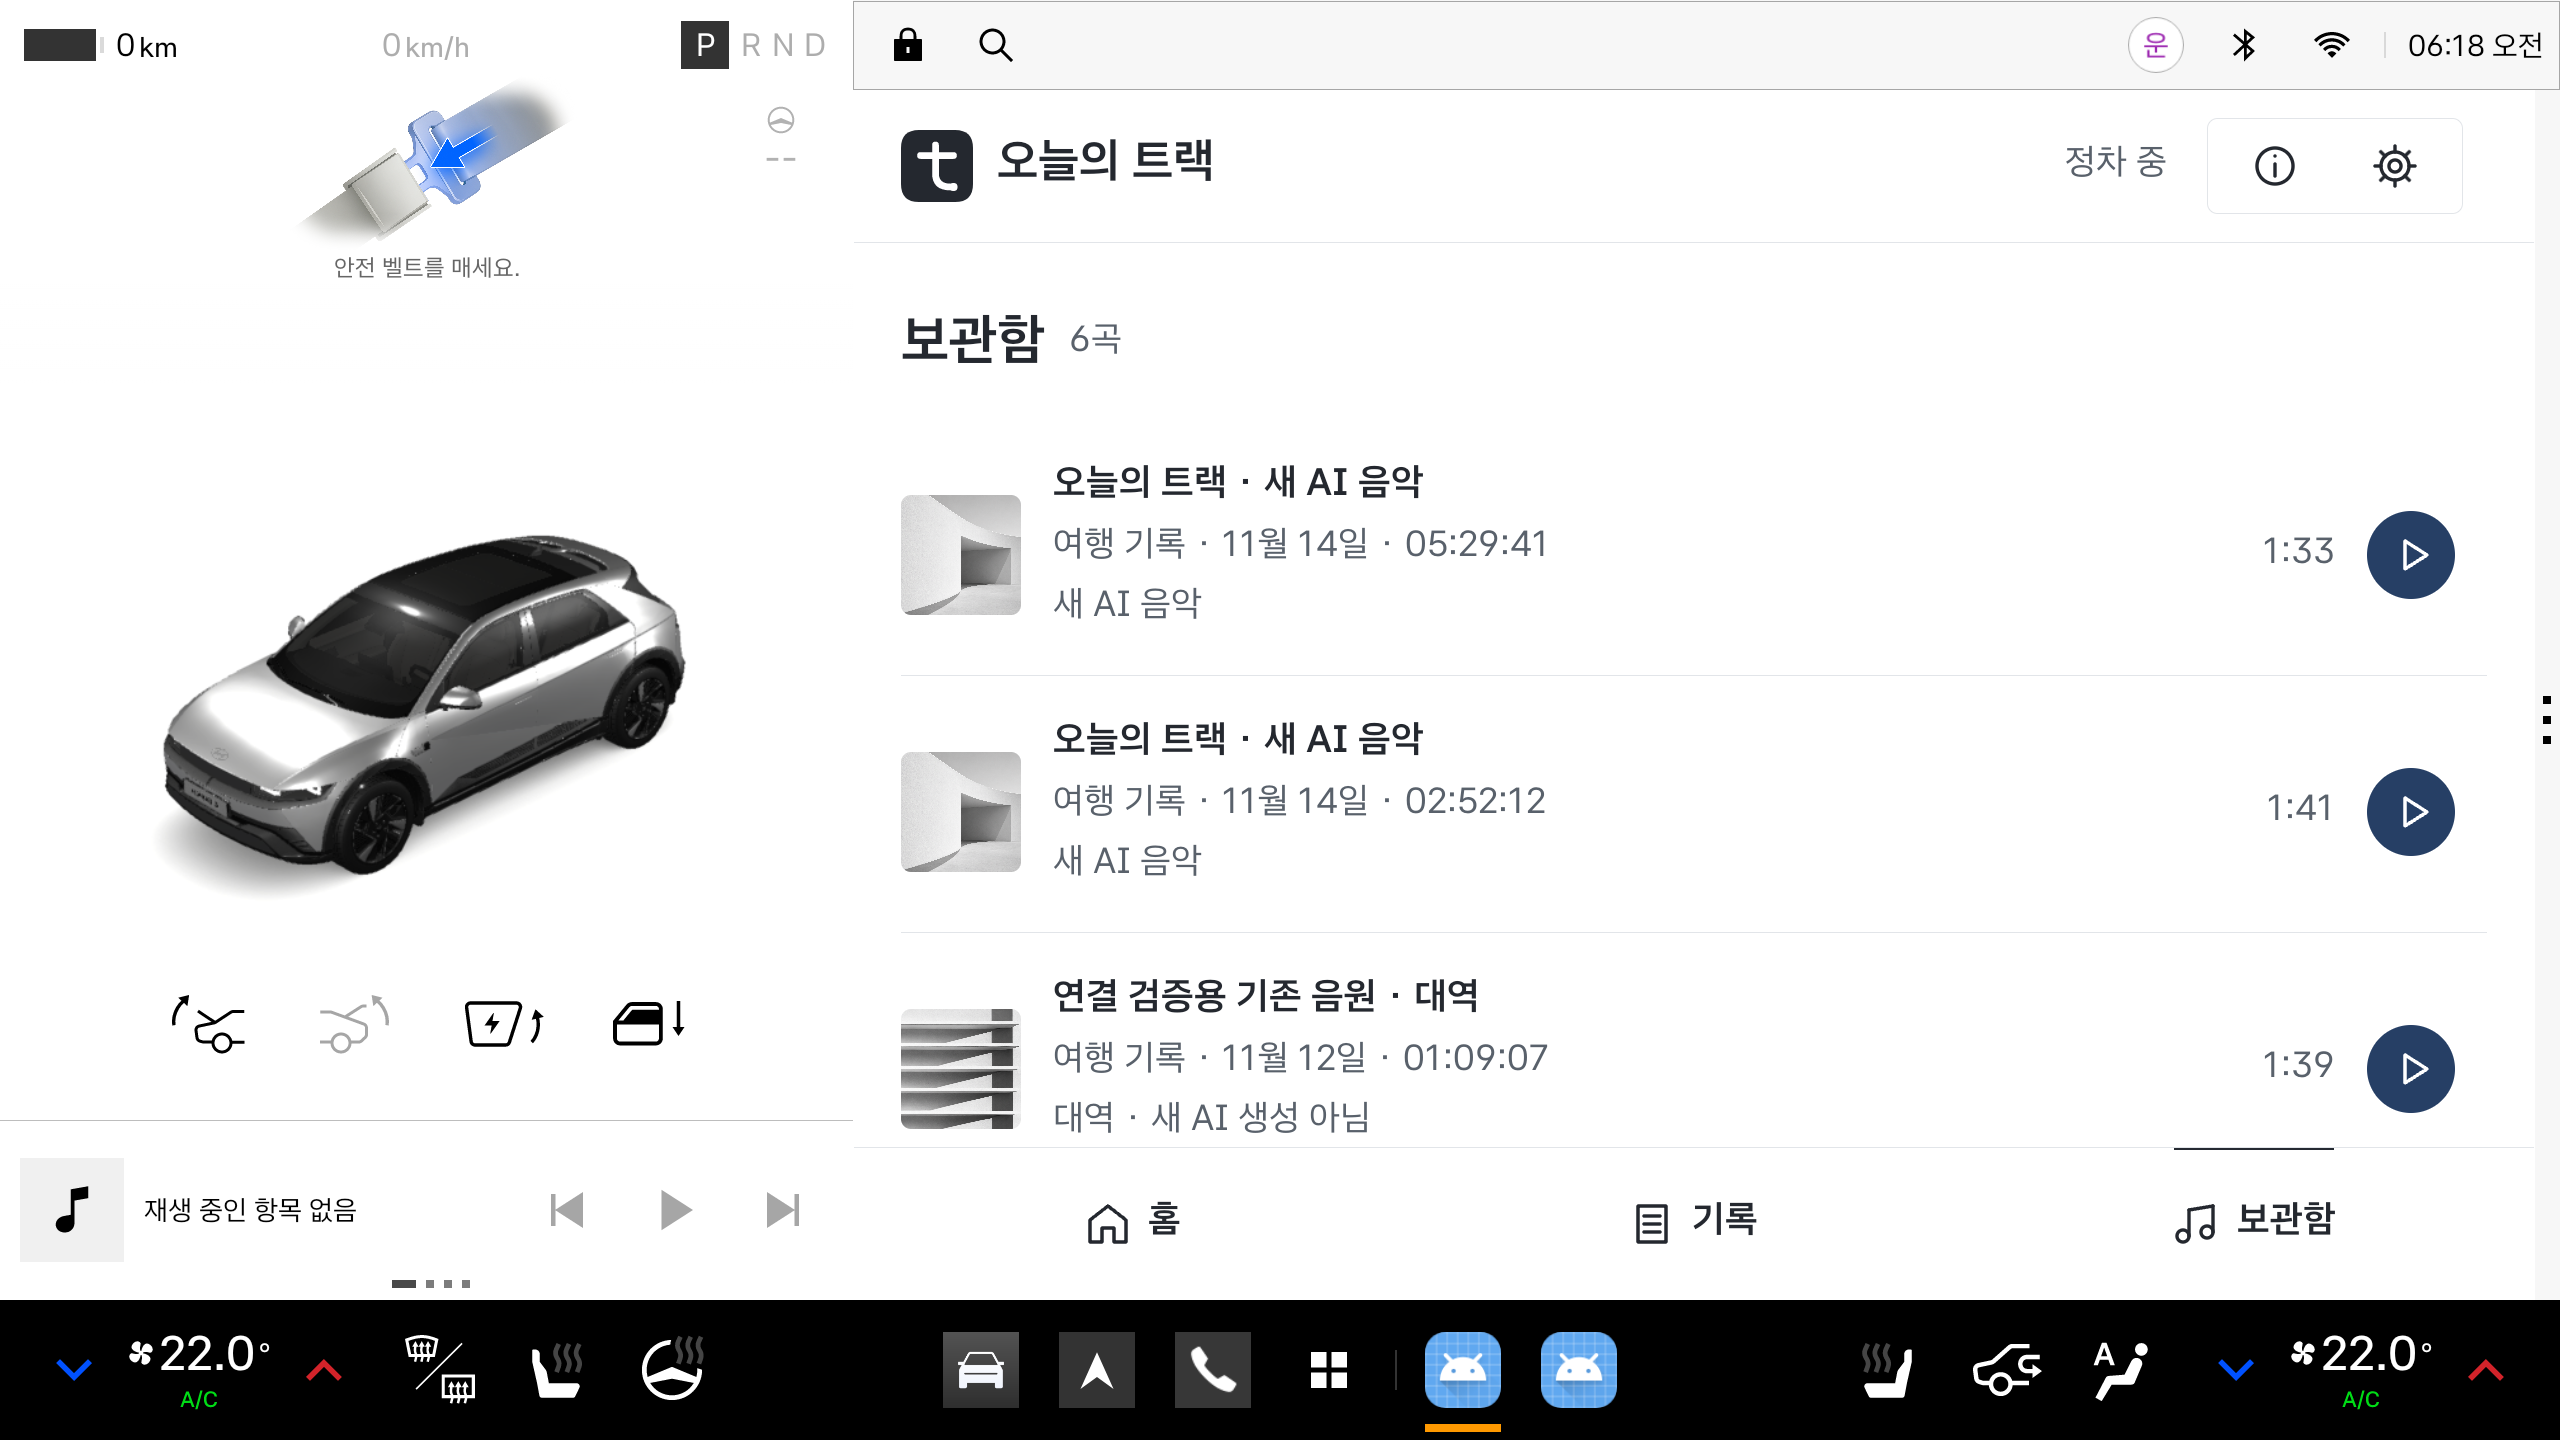 0 km
0 km/h
P R N D
--
안전 벨트를 매세요.
재생 중인 항목 없음
운
06:18 오전
t 오늘의 트랙
정차 중
보관함 6곡
오늘의 트랙 · 새 AI 음악
여행 기록 · 11월 14일 · 05:29:41
새 AI 음악
1:33
오늘의 트랙 · 새 AI 음악
여행 기록 · 11월 14일 · 02:52:12
새 AI 음악
1:41
연결 검증용 기존 음원 · 대역
여행 기록 · 11월 12일 · 01:09:07
대역 · 새 AI 생성 아님
1:39
홈
기록
보관함
22.0°
A/C
A
22.0°
A/C